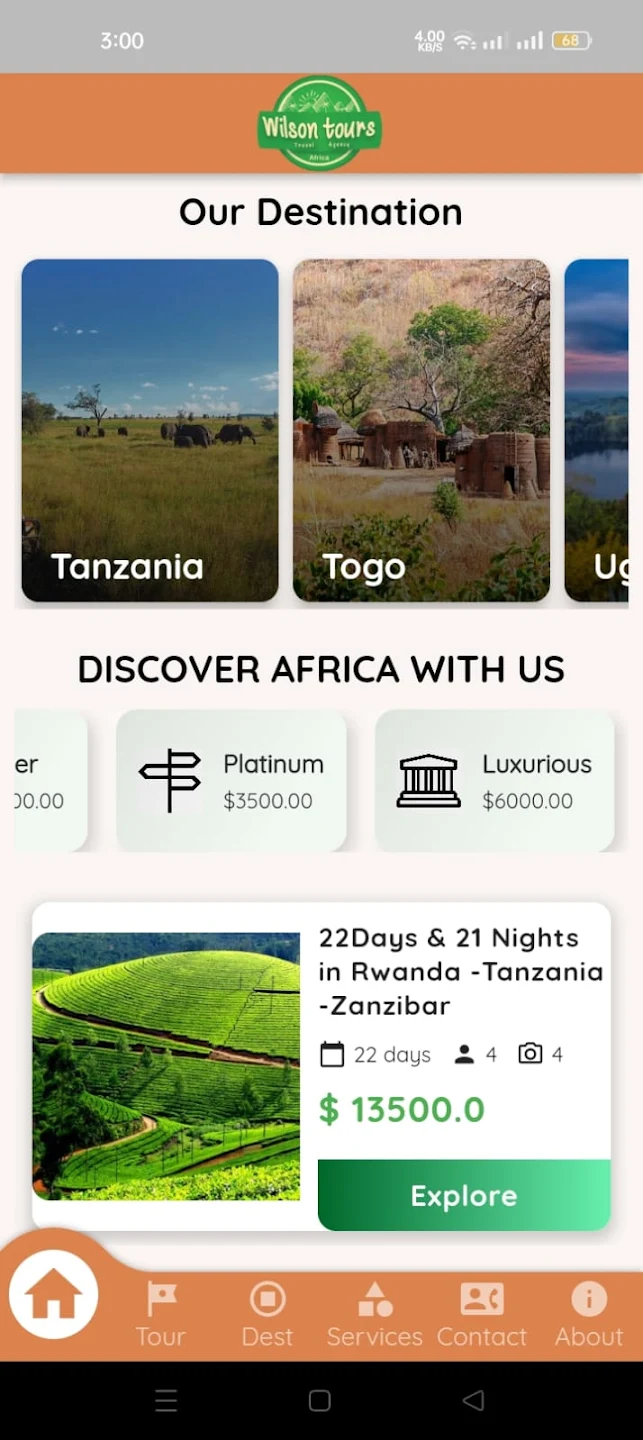 3:00
4.00
KB/S
68
Wilson tours
Travel Agency
Africa
Our Destination
Tanzania
Togo
Ug
DISCOVER AFRICA WITH US
er
00.00
Platinum
$3500.00
Luxurious
$6000.00
22Days & 21 Nights
in Rwanda -Tanzania
-Zanzibar
22 days
4
4
$ 13500.0
Explore
Tour
Dest
Services
Contact
About